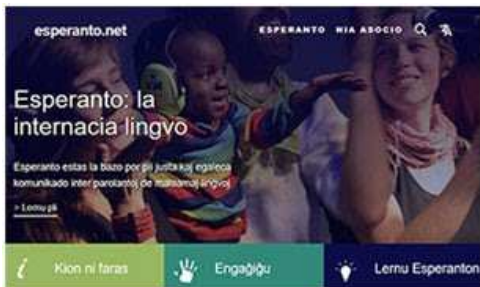 esperanto.net
ESPERANTO NIA ASOCIO
Esperanto: la
internacia lingvo
Esperanto estas la bazo por pli justa kaj egaleca
komunikado inter parolantoj de malsamaj lingvoj
> Lernu pli
Kion ni faras
Engaĝiĝu
Lernu Esperanton